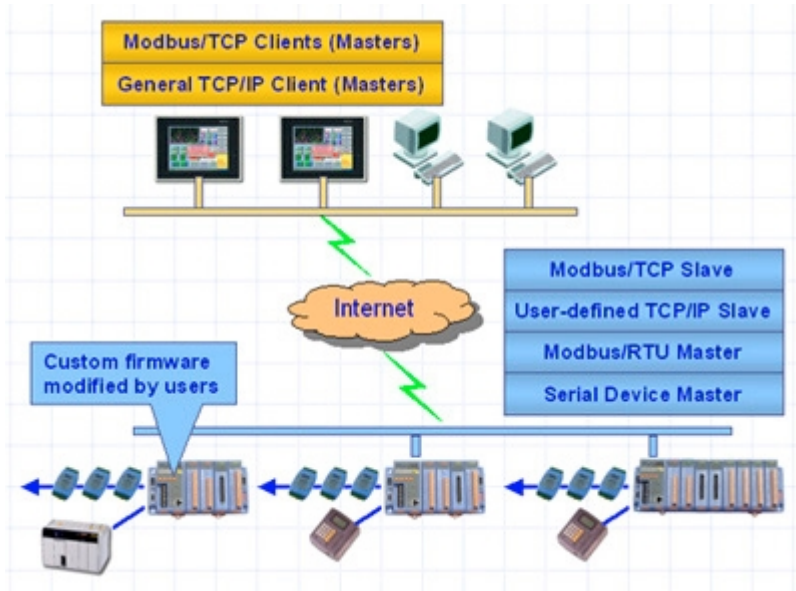 Modbus/TCP Clients (Masters)
General TCP/IP Client (Masters)
Internet
Modbus/TCP Slave
User-defined TCP/IP Slave
Modbus/RTU Master
Serial Device Master
Custom firmware
modified by users